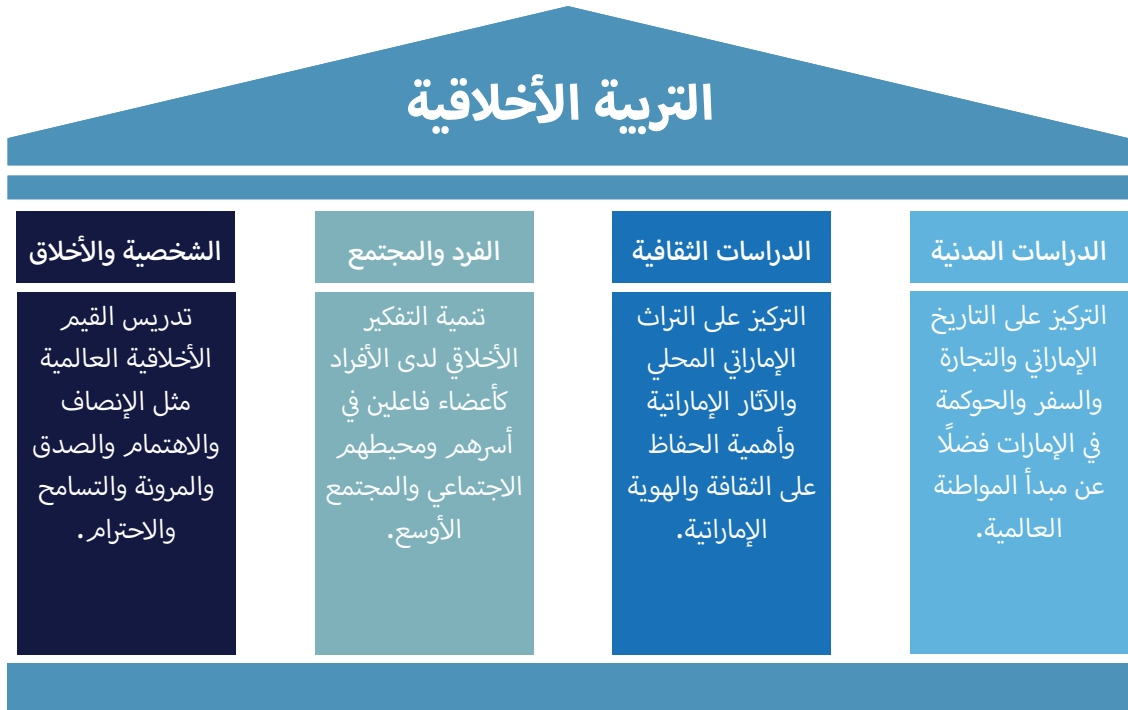 التربية الأخلاقية
الدراسات المدنية
التركيز على التاريخ
الإماراتي والتجارة
والسفر والحوكمة
في الإمارات فضلًا
عن مبدأ المواطنة
العالمية.
الدراسات الثقافية
التركيز على التراث
الإماراتي المحلي
والآثار الإماراتية
وأهمية الحفاظ
على الثقافة والهوية
الإماراتية.
الفرد والمجتمع
تنمية التفكير
الأخلاقي لدى الأفراد
كأعضاء فاعلين في
أسرهم ومحيطهم
الاجتماعي والمجتمع
الأوسع.
الشخصية والأخلاق
تدريس القيم
الأخلاقية العالمية
مثل الإنصاف
والاهتمام والصدق
والمرونة والتسامح
والاحترام.